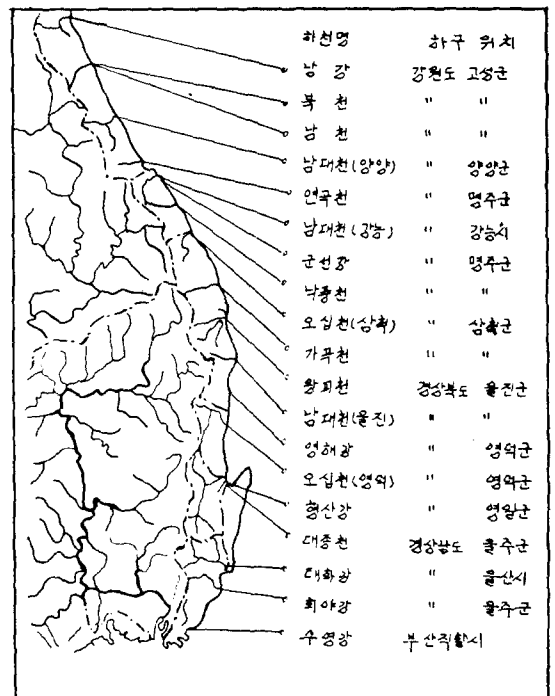 하천명 하구 위치
남 강 강원도 고성군
북 천 " "
남 천 " "
남대천(양양) " 양양군
연곡천 " 명주군
남대천(강능) " 강능시
군선강 " 명주군
낙풍천 " "
오십천(삼척) " 삼척군
가곡천 " "
왕피천 경상북도 울진군
남대천(울진) " "
영해강 " 영덕군
오십천(영덕) " 영덕군
형산강 " 영일군
대종천 경상남도 울주군
태화강 " 울산시
회야강 " 울주군
수영강 부산직할시